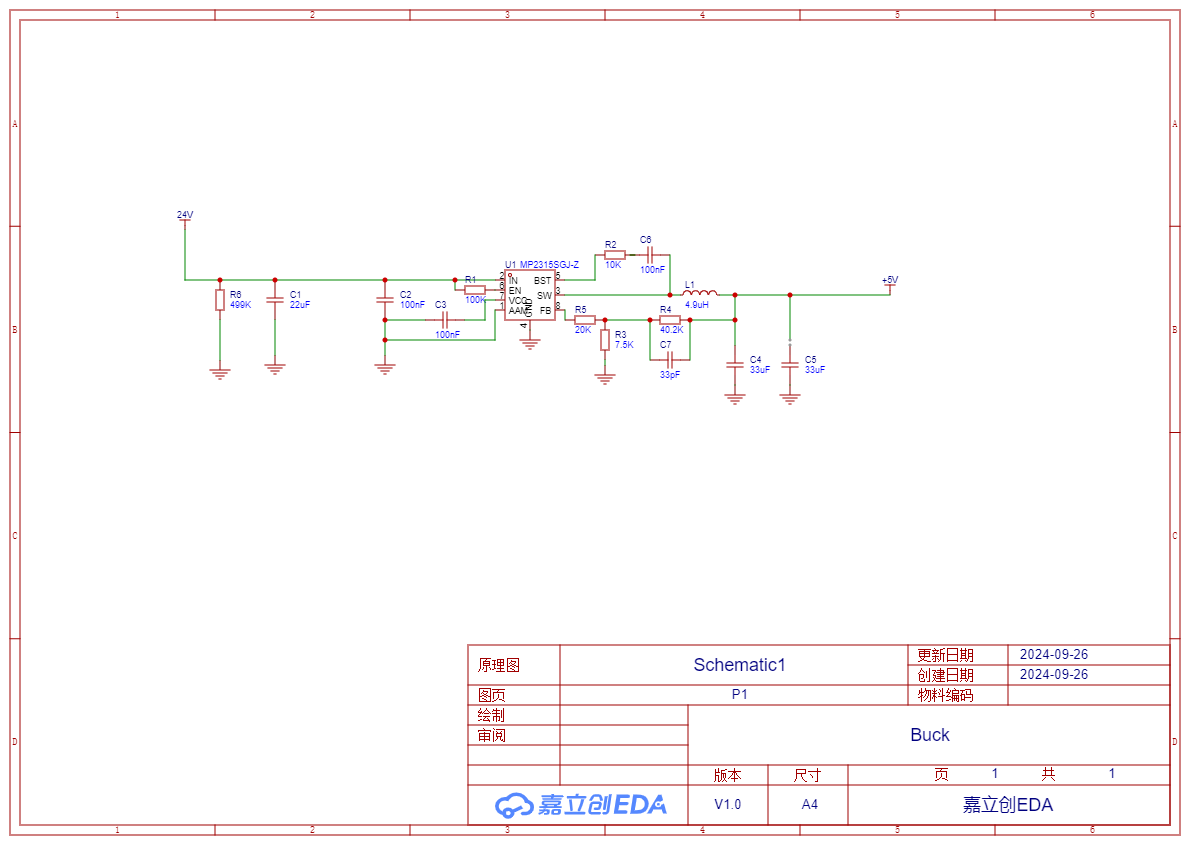 1 2 3 4 5 6
A A
B B
C C
D D
24V
R6
499K
C1
22uF
C2
100nF
C3
100nF
R1
100K
U1 MP2315SGJ-Z
2 IN BST 5
6 EN SW 3
7 VCC
1 AAM FB 8
GND
4
R2
10K
C6
100nF
L1
4.9uH
+5V
R5
20K
R3
7.5K
R4
40.2K
C7
33pF
C4
33uF
C5
33uF
原理图 Schematic1 更新日期 2024-09-26
创建日期 2024-09-26
图页 P1 物料编码
绘制
审阅
Buck
版本 尺寸 页 1 共 1
嘉立创EDA V1.0 A4 嘉立创EDA
1 2 3 4 5 6